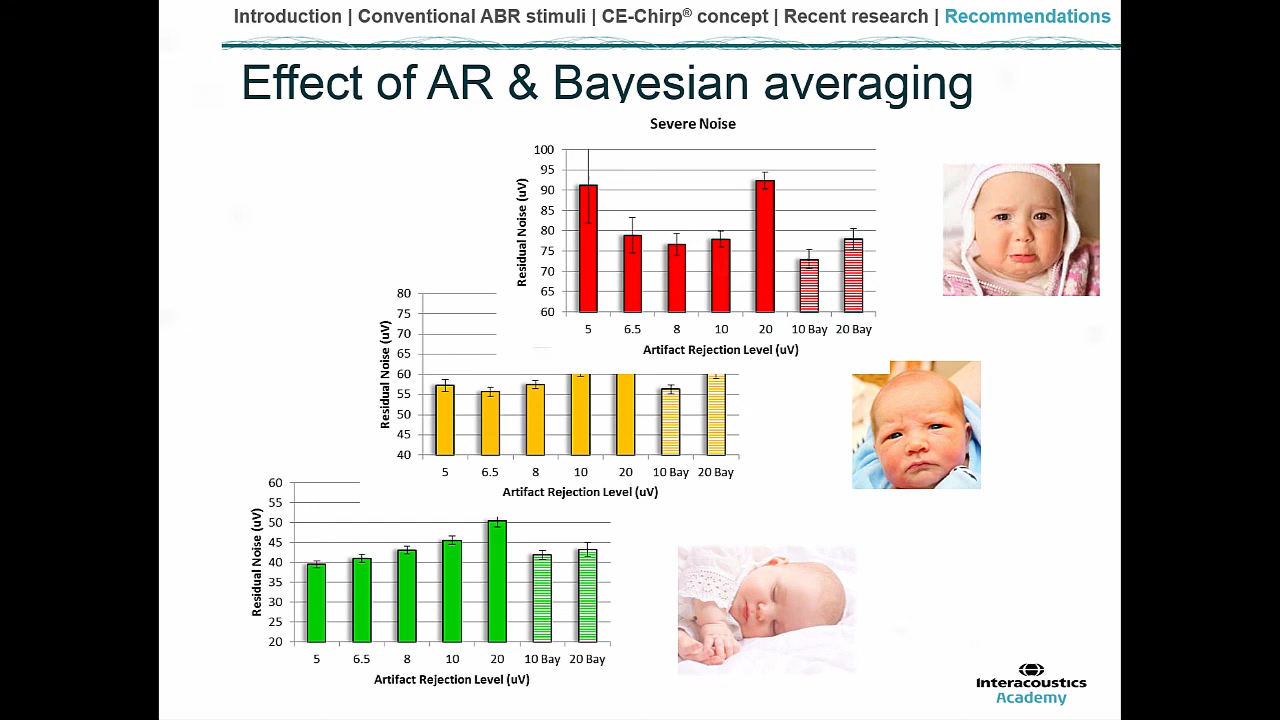 Introduction | Conventional ABR stimuli | CE-Chirp® concept | Recent research | Recommendations
Effect of AR & Bayesian averaging
Severe Noise
Residual Noise (uV)
100
95
90
85
80
75
70
65
60
5 6.5 8 10 20 10 Bay 20 Bay
Artifact Rejection Level (uV)
Residual Noise (uV)
80
75
70
65
60
55
50
45
40
5 6.5 8 10 20 10 Bay 20 Bay
Artifact Rejection Level (uV)
Residual Noise (uV)
60
55
50
45
40
35
30
25
20
5 6.5 8 10 20 10 Bay 20 Bay
Artifact Rejection Level (uV)
Interacoustics
Academy